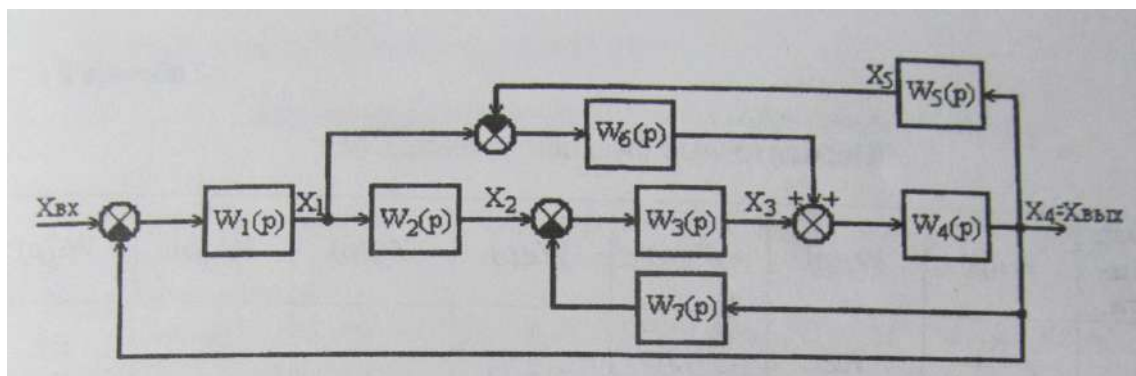 X5
W5(p)
W6(p)
Xвх
W1(p)
X1
W2(p)
X2
W3(p)
X3
+ +
W4(p)
X4=Xвых
W7(p)